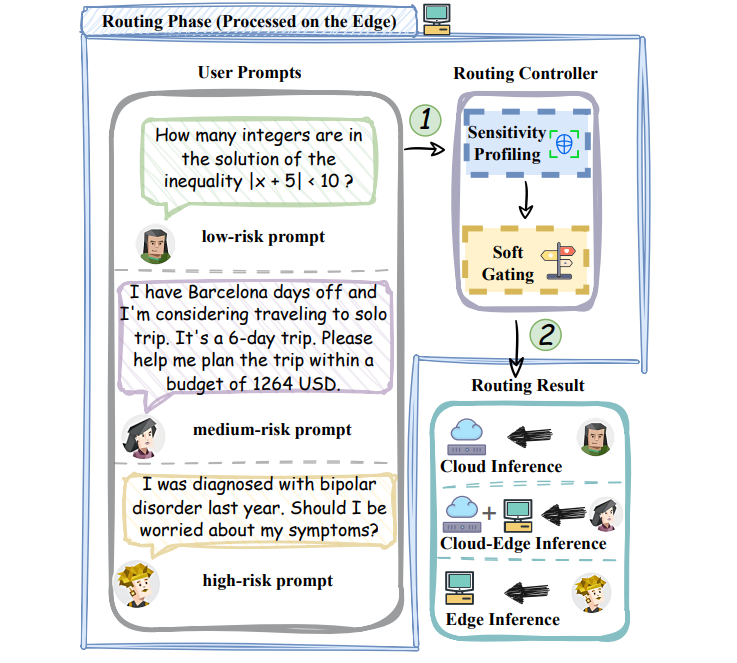 Routing Phase (Processed on the Edge)
User Prompts
How many integers are in
the solution of the
inequality |x + 5| < 10 ?
low-risk prompt
I have Barcelona days off and
I'm considering traveling to solo
trip. It's a 6-day trip. Please
help me plan the trip within a
budget of 1264 USD.
medium-risk prompt
I was diagnosed with bipolar
disorder last year. Should I be
worried about my symptoms?
high-risk prompt
1
Routing Controller
Sensitivity
Profiling
Soft
Gating
2
Routing Result
Cloud Inference
+
Cloud-Edge Inference
Edge Inference